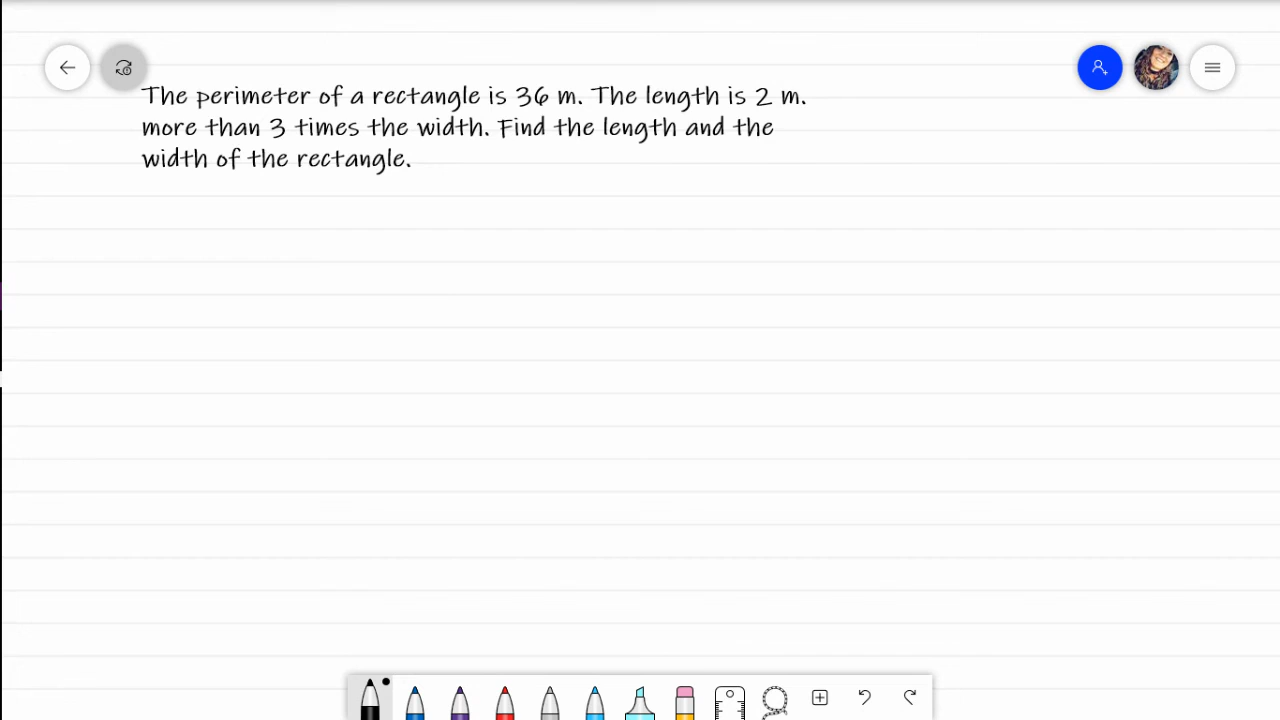 The perimeter of a rectangle is 36 m. The length is 2 m.
more than 3 times the width. Find the length and the
width of the rectangle.